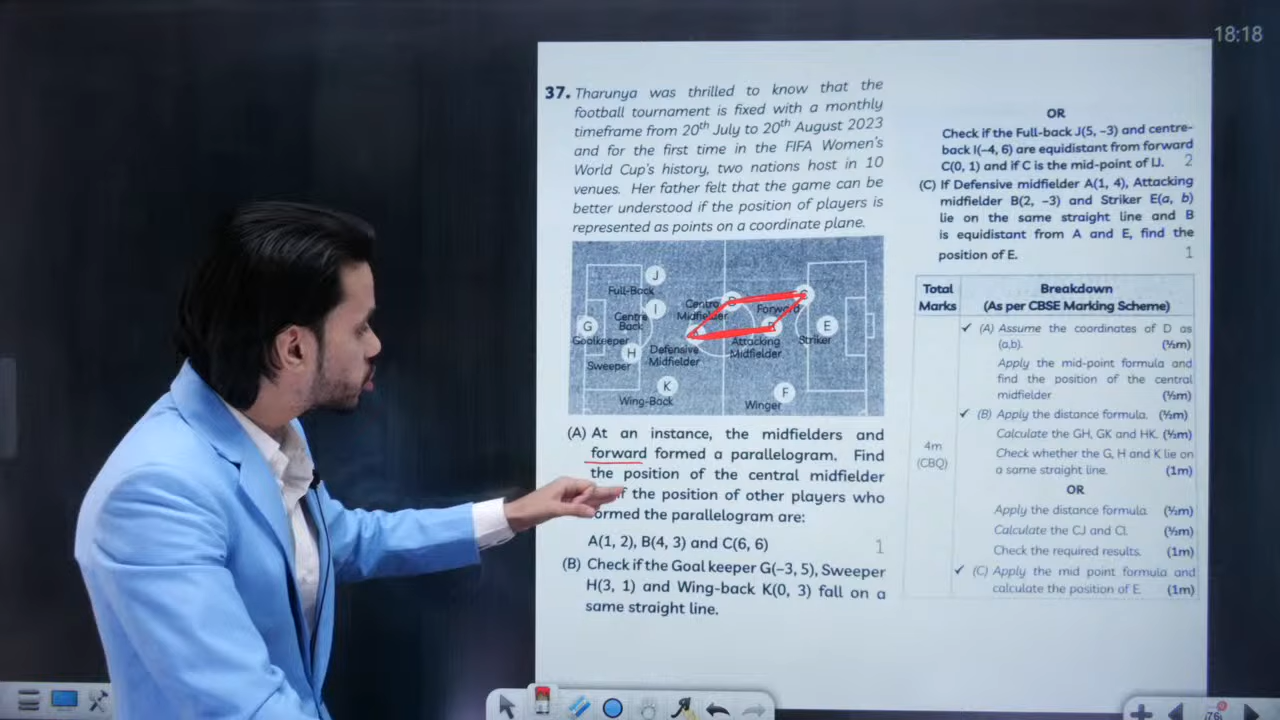 18:18
37. Tharunya was thrilled to know that the
football tournament is fixed with a monthly
timeframe from 20th July to 20th August 2023
and for the first time in the FIFA Women's
World Cup's history, two nations host in 10
venues. Her father felt that the game can be
better understood if the position of players is
represented as points on a coordinate plane.
J
Full-Back
I
Centre
Back
G
Goalkeeper
H
Sweeper
Centre
Midfielder
Forward
Defensive
Midfielder
Attacking
Midfielder
E
Striker
K
Wing-Back
F
Winger
(A) At an instance, the midfielders and
forward formed a parallelogram. Find
the position of the central midfielder
if the position of other players who
formed the parallelogram are:
A(1, 2), B(4, 3) and C(6, 6) 1
(B) Check if the Goal keeper G(–3, 5), Sweeper
H(3, 1) and Wing-back K(0, 3) fall on a
same straight line.
OR
Check if the Full-back J(5, –3) and centre-
back I(–4, 6) are equidistant from forward
C(0, 1) and if C is the mid-point of IJ. 2
(C) If Defensive midfielder A(1, 4), Attacking
midfielder B(2, –3) and Striker E(a, b)
lie on the same straight line and B
is equidistant from A and E, find the
position of E. 1
Total
Marks
Breakdown
(As per CBSE Marking Scheme)
4m
(CBQ)
✓ (A) Assume the coordinates of D as
(a,b). (½m)
Apply the mid-point formula and
find the position of the central
midfielder (½m)
✓ (B) Apply the distance formula. (½m)
Calculate the GH, GK and HK. (½m)
Check whether the G, H and K lie on
a same straight line. (1m)
OR
Apply the distance formula (½m)
Calculate the CJ and CI. (½m)
Check the required results. (1m)
✓ (C) Apply the mid point formula and
calculate the position of E. (1m)